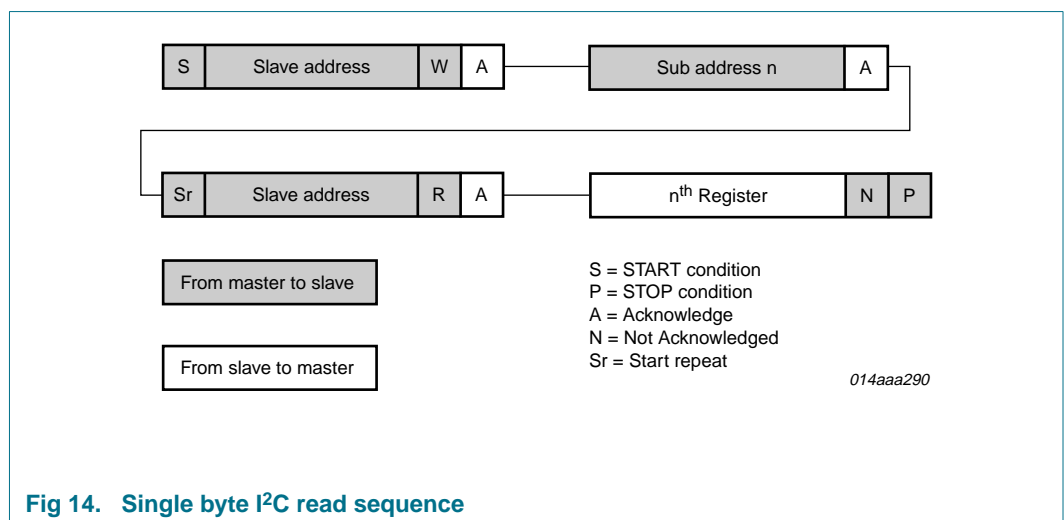 S Slave address W A Sub address n A
Sr Slave address R A nth Register N P
From master to slave
From slave to master
S = START condition
P = STOP condition
A = Acknowledge
N = Not Acknowledged
Sr = Start repeat
014aaa290
Fig 14. Single byte I2C read sequence